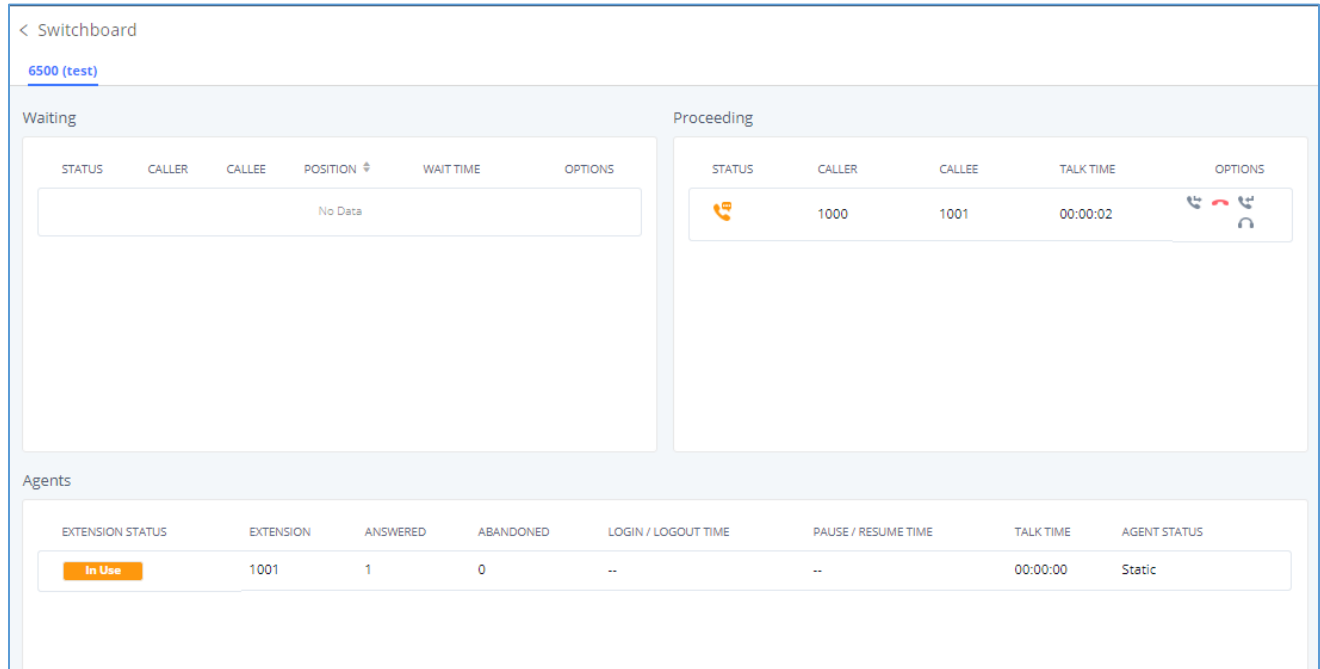 < Switchboard
6500 (test)
Waiting
STATUS CALLER CALLEE POSITION WAIT TIME OPTIONS
No Data
Proceeding
STATUS CALLER CALLEE TALK TIME OPTIONS
1000 1001 00:00:02
Agents
EXTENSION STATUS EXTENSION ANSWERED ABANDONED LOGIN / LOGOUT TIME PAUSE / RESUME TIME TALK TIME AGENT STATUS
In Use 1001 1 0 -- -- 00:00:00 Static